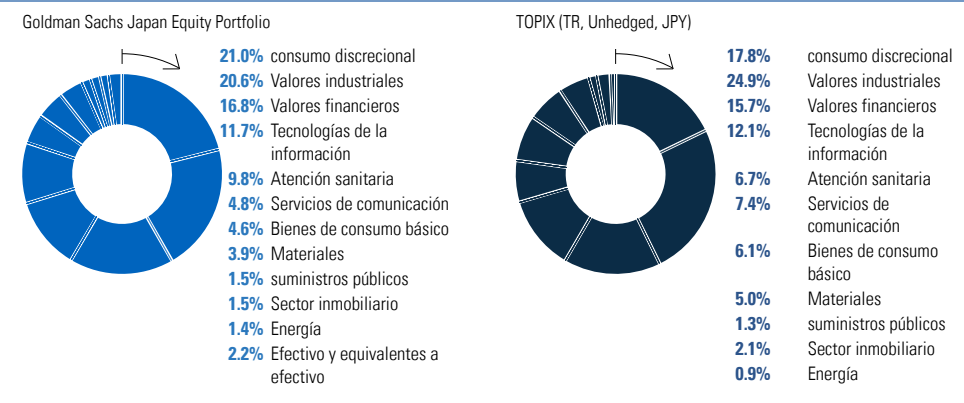 Goldman Sachs Japan Equity Portfolio
21.0% consumo discrecional
20.6% Valores industriales
16.8% Valores financieros
11.7% Tecnologías de la
información
9.8% Atención sanitaria
4.8% Servicios de comunicación
4.6% Bienes de consumo básico
3.9% Materiales
1.5% suministros públicos
1.5% Sector inmobiliario
1.4% Energía
2.2% Efectivo y equivalentes a
efectivo
TOPIX (TR, Unhedged, JPY)
17.8% consumo discrecional
24.9% Valores industriales
15.7% Valores financieros
12.1% Tecnologías de la
información
6.7% Atención sanitaria
7.4% Servicios de
comunicación
6.1% Bienes de consumo
básico
5.0% Materiales
1.3% suministros públicos
2.1% Sector inmobiliario
0.9% Energía